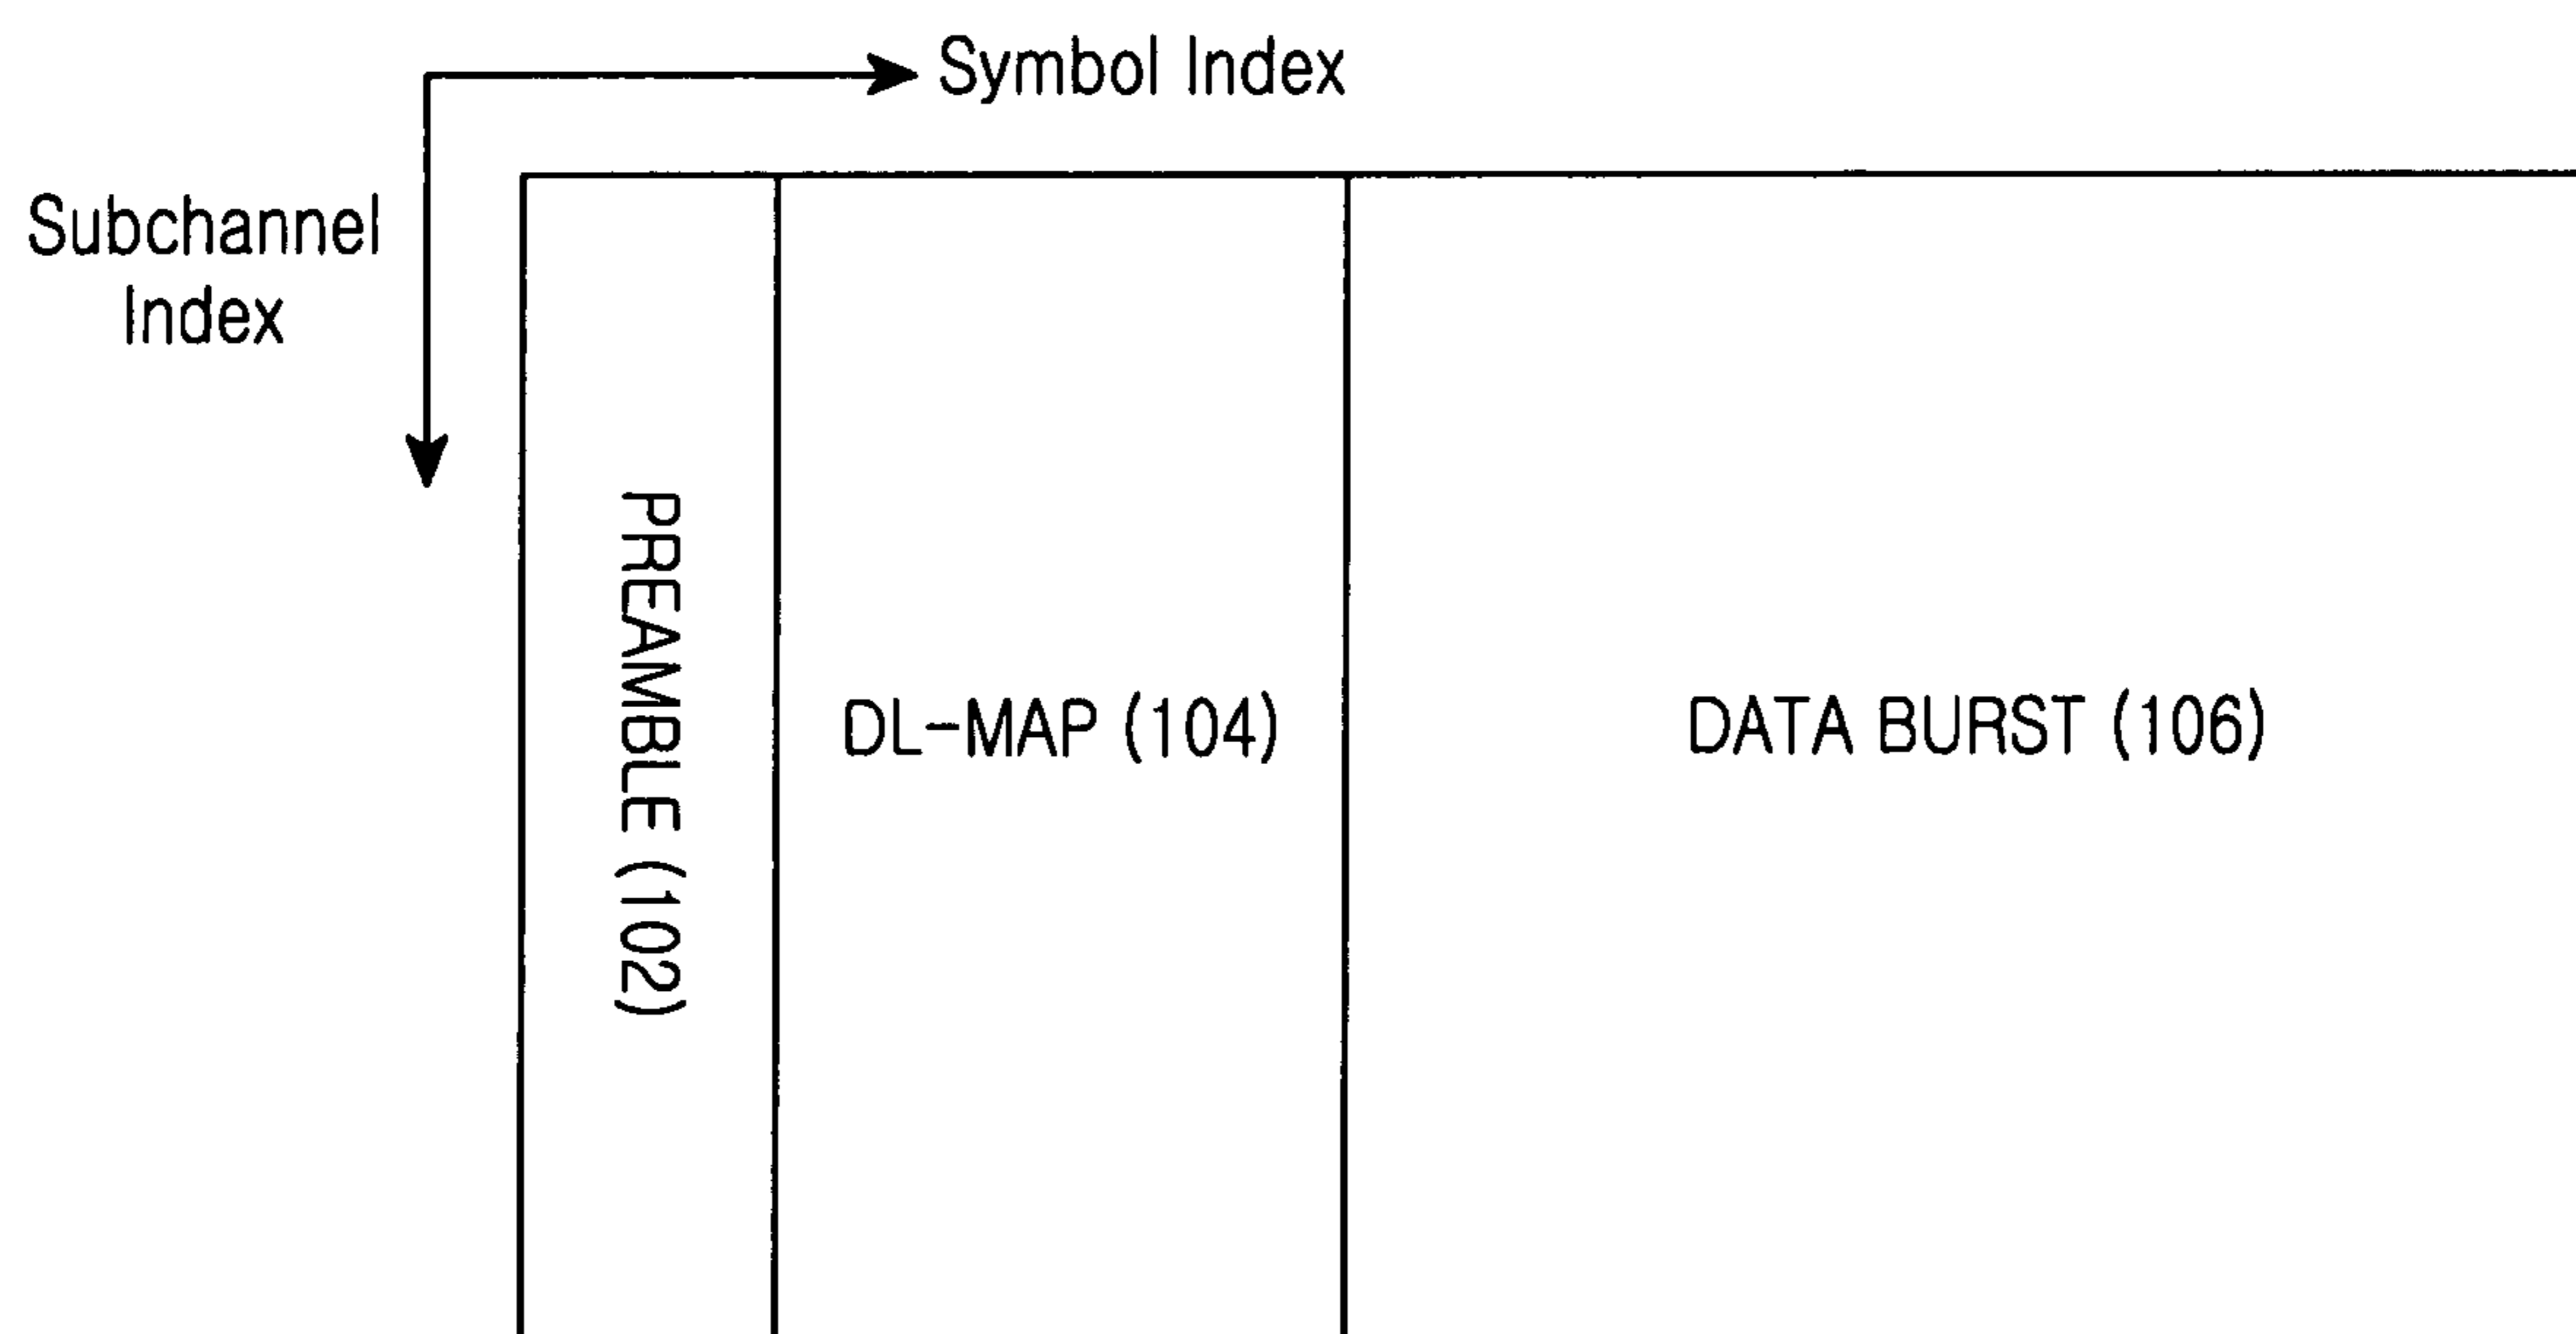 Symbol Index
Subchannel
Index
PREAMBLE (102)
DL-MAP (104)
DATA BURST (106)